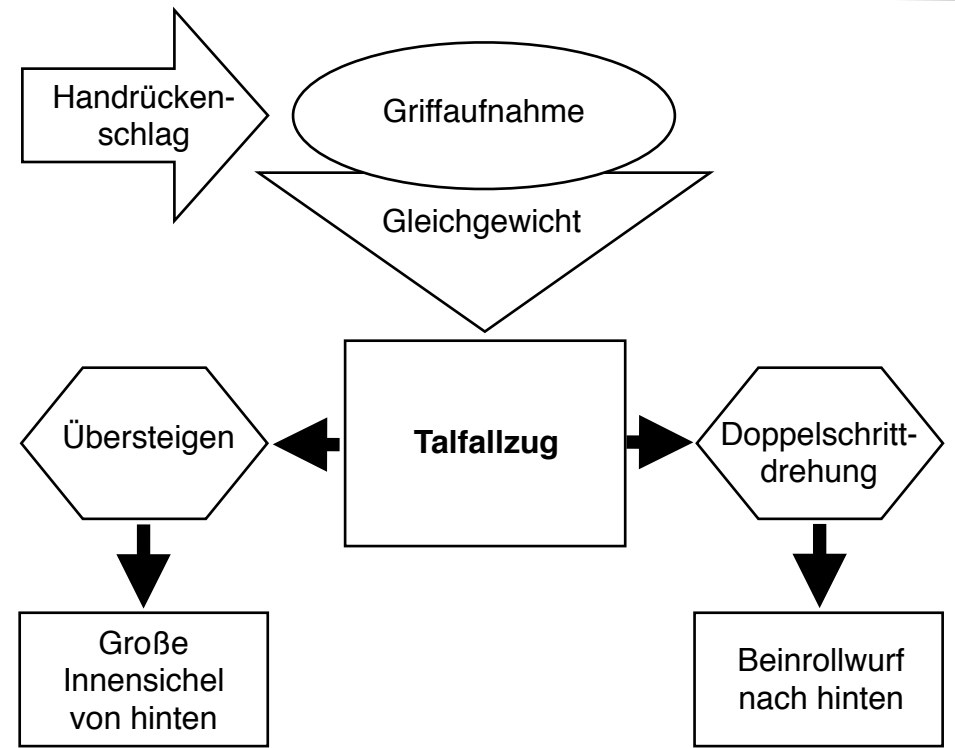 Handrücken-
schlag
Griffaufnahme
Gleichgewicht
Übersteigen
Talfallzug
Doppelschritt-
drehung
Große
Innensichel
von hinten
Beinrollwurf
nach hinten